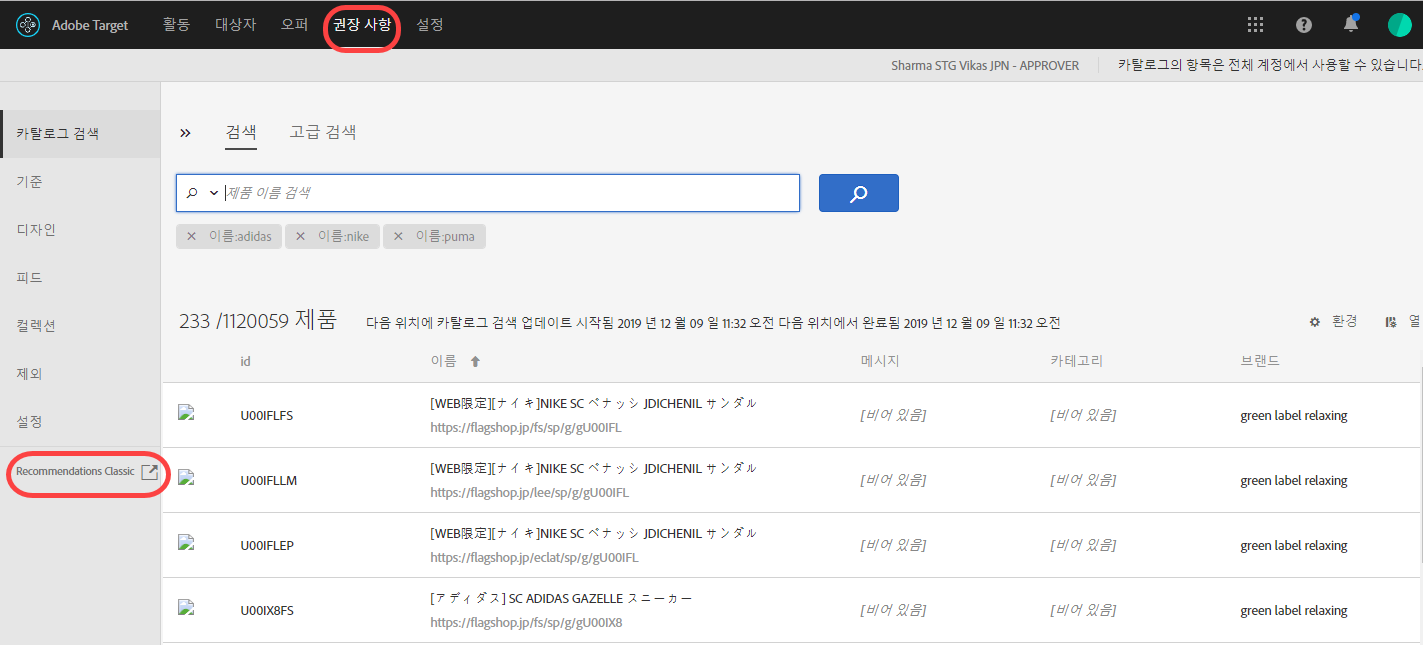 Adobe Target 활동 대상자 오퍼 권장 사항 설정
Sharma STG Vikas JPN - APPROVER 카탈로그의 항목은 전체 계정에서 사용할 수 있습니다.
카탈로그 검색
기준
디자인
피드
컬렉션
제외
설정
Recommendations Classic
» 검색 고급 검색
제품 이름 검색
× 이름:adidas × 이름:nike × 이름:puma
233 /1120059 제품 다음 위치에 카탈로그 검색 업데이트 시작됨 2019 년 12 월 09 일 11:32 오전 다음 위치에서 완료됨 2019 년 12 월 09 일 11:32 오전 환경 열
id 이름 메시지 카테고리 브랜드
U00IFLFS [WEB限定][ナイキ]NIKE SC ベナッシ JDICHENIL サンダル [비어 있음] [비어 있음] green label relaxing
https://flagshop.jp/fs/sp/g/gU00IFL
U00IFLLM [WEB限定][ナイキ]NIKE SC ベナッシ JDICHENIL サンダル [비어 있음] [비어 있음] green label relaxing
https://flagshop.jp/lee/sp/g/gU00IFL
U00IFLEP [WEB限定][ナイキ]NIKE SC ベナッシ JDICHENIL サンダル [비어 있음] [비어 있음] green label relaxing
https://flagshop.jp/eclat/sp/g/gU00IFL
U00IX8FS [アディダス] SC ADIDAS GAZELLE スニーカー [비어 있음] [비어 있음] green label relaxing
https://flagshop.jp/fs/sp/g/gU00IX8